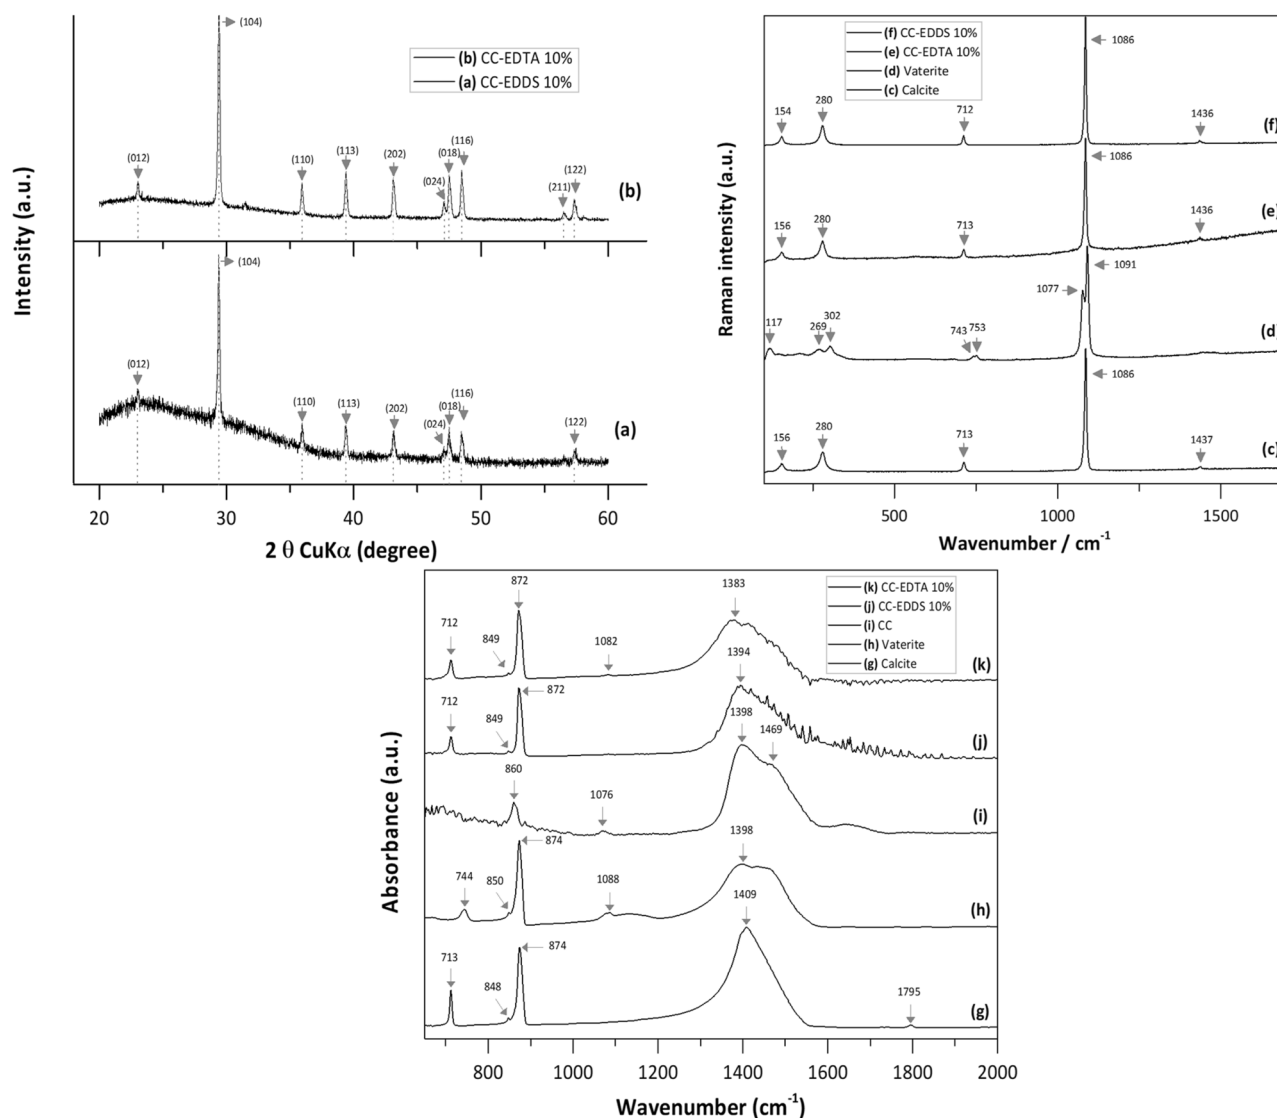 Intensity (a.u.)
(104)
(b) CC-EDTA 10%
(a) CC-EDDS 10%
(012)
(110)
(113)
(202)
(024)
(018)
(116)
(211)
(122)
(b)
(104)
(012)
(110)
(113)
(202)
(024)
(018)
(116)
(122)
(a)
20
30
40
50
60
2 θ CuKα (degree)
Raman intensity (a.u.)
(f) CC-EDDS 10%
(e) CC-EDTA 10%
(d) Vaterite
(c) Calcite
154
280
712
1086
1436
(f)
156
280
713
1086
1436
(e)
117
269
302
743
753
1077
1091
(d)
156
280
713
1086
1437
(c)
500
1000
1500
Wavenumber / cm⁻¹
Absorbance (a.u.)
(k) CC-EDTA 10%
(j) CC-EDDS 10%
(i) CC
(h) Vaterite
(g) Calcite
712
849
872
1082
1383
(k)
712
849
872
1394
(j)
860
1076
1398
1469
(i)
744
850
874
1088
1398
(h)
713
848
874
1409
1795
(g)
800
1000
1200
1400
1600
1800
2000
Wavenumber (cm⁻¹)